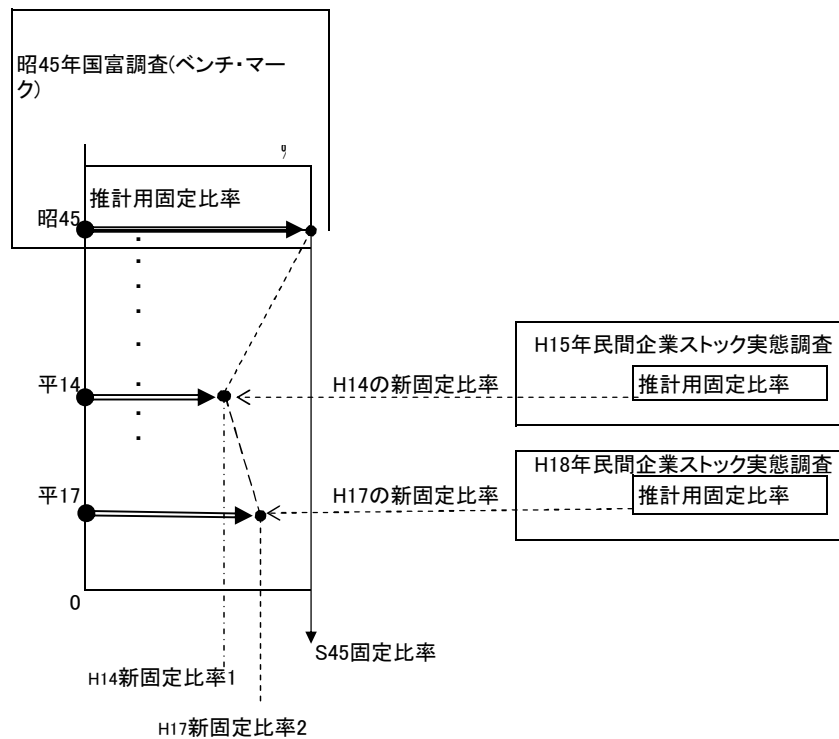 昭45年国富調査(ベンチ・マー
ク)
推計用固定比率
昭45
H15年民間企業ストック実態調査
推計用固定比率
平14
H14の新固定比率
H18年民間企業ストック実態調査
推計用固定比率
平17
H17の新固定比率
0
S45固定比率
H14新固定比率1
H17新固定比率2